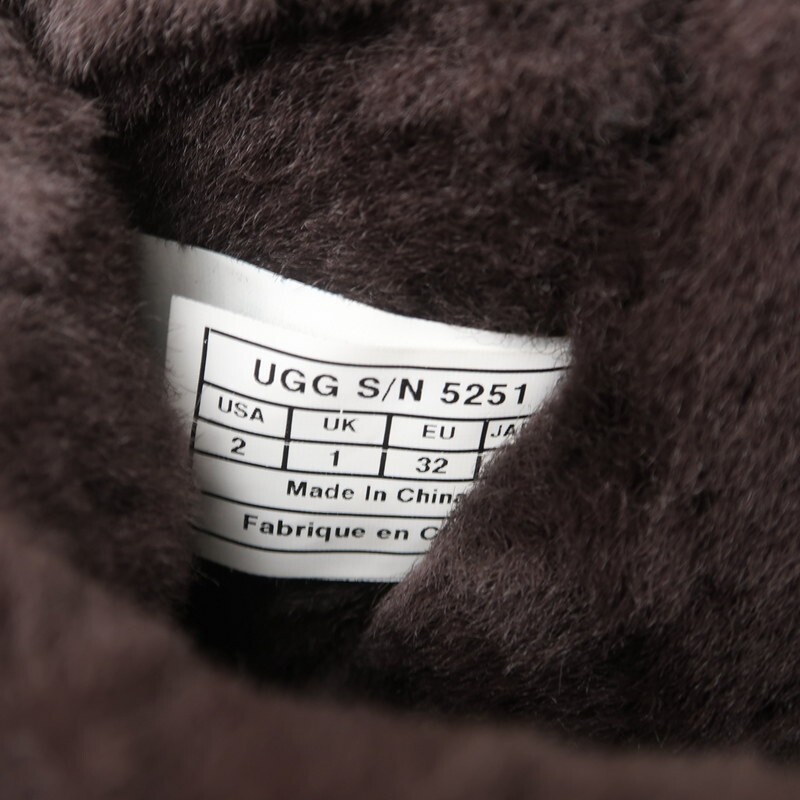 UGG S/N 5251
USA UK EU
2 1 32
Made In China
Fabrique en